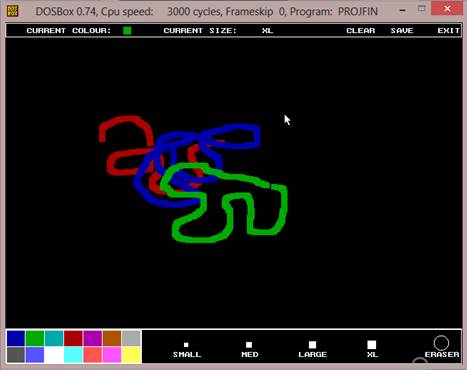 DOSBox 0.74, Cpu speed: 3000 cycles, Frameskip 0, Program: PROJFIN
CURRENT COLOUR: CURRENT SIZE: XL CLEAR SAVE EXIT
SMALL MED LARGE XL ERASER